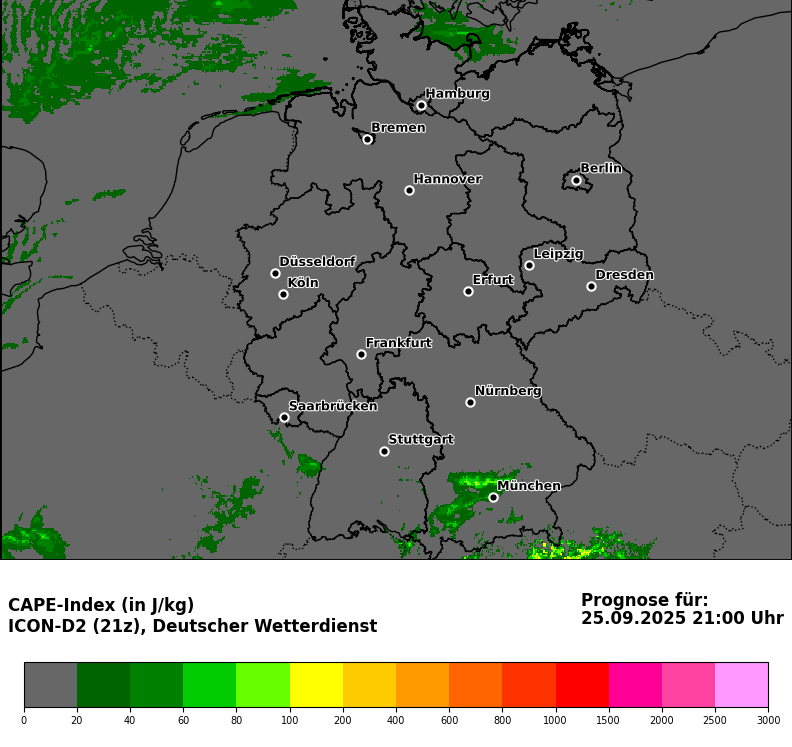 Hamburg
Bremen
Berlin
Hannover
Leipzig
Düsseldorf
Dresden
Köln
Erfurt
Frankfurt
Nürnberg
Saarbrücken
Stuttgart
München
CAPE-Index (in J/kg)
ICON-D2 (21z), Deutscher Wetterdienst
Prognose für:
25.09.2025 21:00 Uhr
0 20 40 60 80 100 200 400 600 800 1000 1500 2000 2500 3000